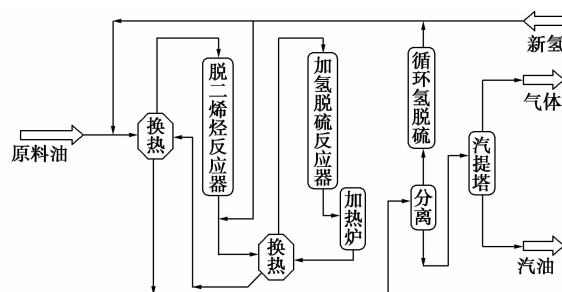 新氢
原料油
换热
脱二烯烃反应器
加氢脱硫反应器
循环氢脱硫
气体
汽提塔
分离
加热炉
换热
汽油